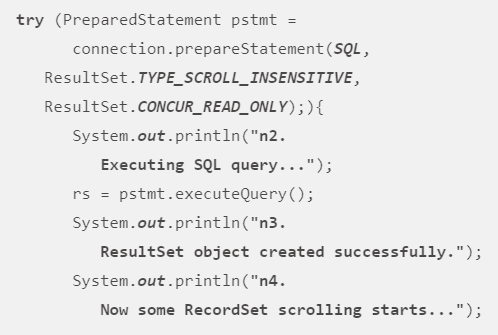 try (PreparedStatement pstmt =
connection.prepareStatement(SQL,
ResultSet.TYPE_SCROLL_INSENSITIVE,
ResultSet.CONCUR_READ_ONLY);){
System.out.println("n2.
Executing SQL query...");
rs = pstmt.executeQuery();
System.out.println("n3.
ResultSet object created successfully.");
System.out.println("n4.
Now some RecordSet scrolling starts...");